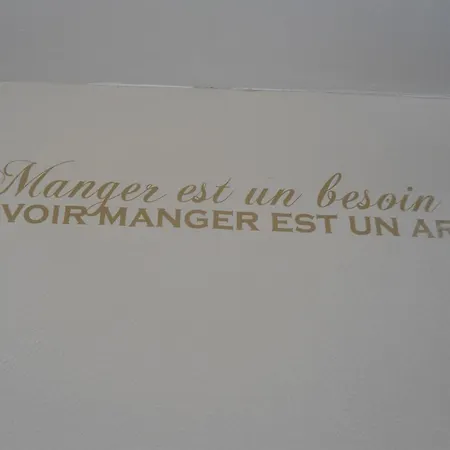 Manger est un besoin
VOIR MANGER EST UN AR